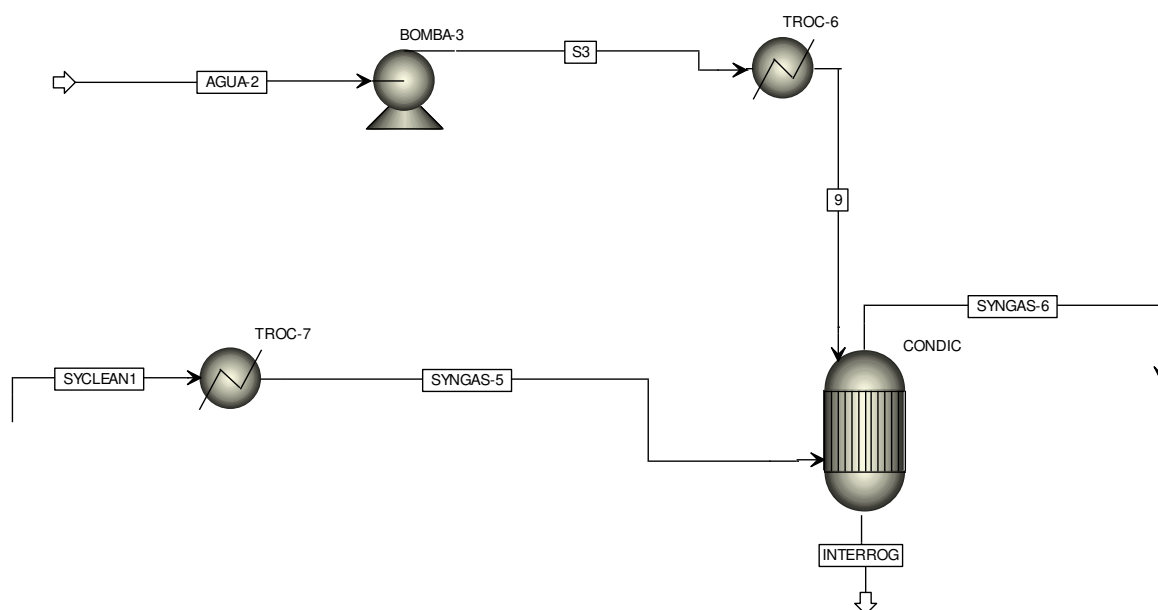 TROC-6
BOMBA-3
S3
AGUA-2
9
SYNGAS-6
TROC-7
CONDIC
SYCLEAN1
SYNGAS-5
INTERROG